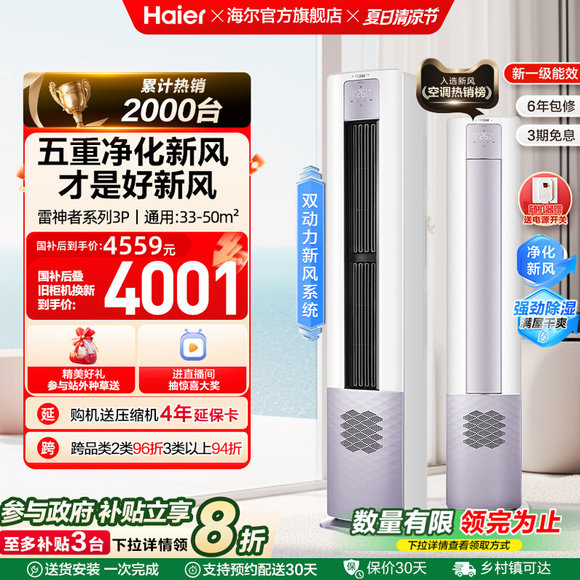 Haier × 海尔官方旗舰店 × 夏日清凉节
累计热销
2000台
五重净化新风
才是好新风
雷神者系列3P | 通用:33-50m²
国补后到手价:4559元
国补后叠
旧柜机换新
到手价:
4001
精美好礼
参与站外种草送
进直播间
抽惊喜大奖
延 购机送压缩机4年延保卡
跨 跨品类2类96折3类以上94折
Haier
双动力新风系统
入选新风
《空调热销榜》
新一级能效
6年包修
3期免息
随机赠
送电源开关
净化
新风
强劲除湿
满屋干爽
参与政府补贴立享8折
至多补贴3台 下拉详情领
数量有限 领完为止
下拉详情查看领取方式
送货安装 一次完成
支持预约配送30天
保价30天
乡村镇可达